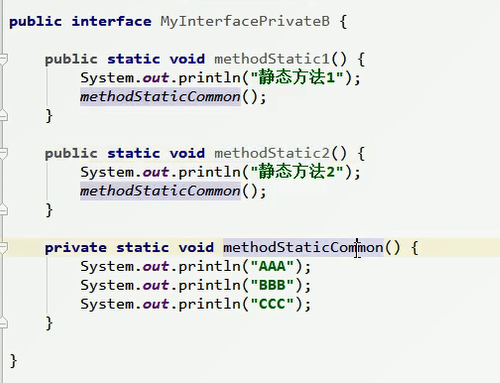 public interface MyInterfacePrivateB {
public static void methodStatic1() {
System.out.println("静态方法1");
methodStaticCommon();
}
public static void methodStatic2() {
System.out.println("静态方法2");
methodStaticCommon();
}
private static void methodStaticCommon() {
System.out.println("AAA");
System.out.println("BBB");
System.out.println("CCC");
}
}